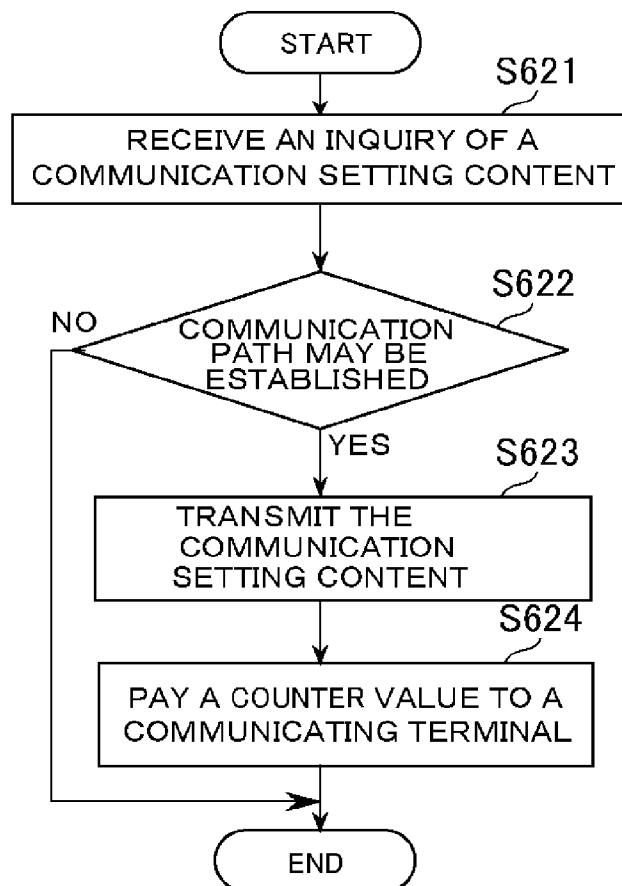 START
S621
RECEIVE AN INQUIRY OF A
COMMUNICATION SETTING CONTENT
S622
NO
COMMUNICATION
PATH MAY BE
ESTABLISHED
YES
S623
TRANSMIT THE
COMMUNICATION
SETTING CONTENT
S624
PAY A COUNTER VALUE TO A
COMMUNICATING TERMINAL
END